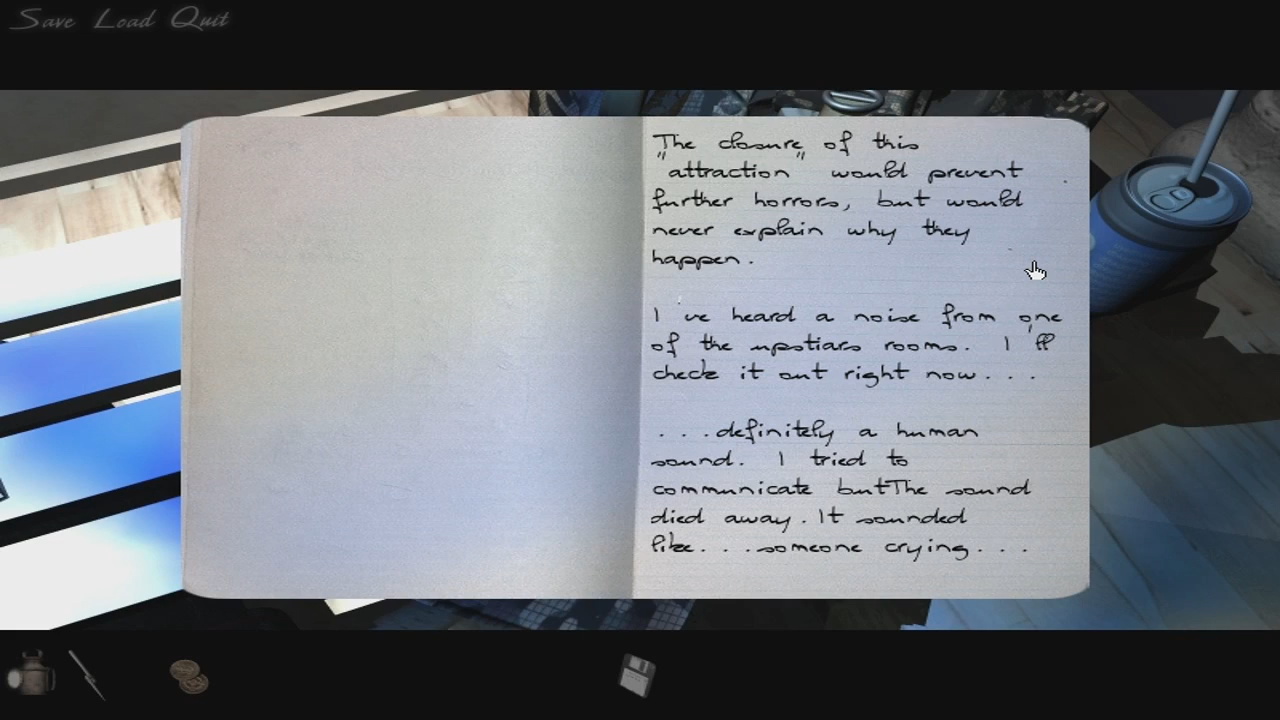 Save Load Quit
The closure of this
"attraction" would prevent
further horrors, but would
never explain why they
happen.
I've heard a noise from one
of the upstiars rooms. I'll
check it out right now...
...definitely a human
sound. I tried to
communicate butThe sound
died away. It sounded
like...someone crying...